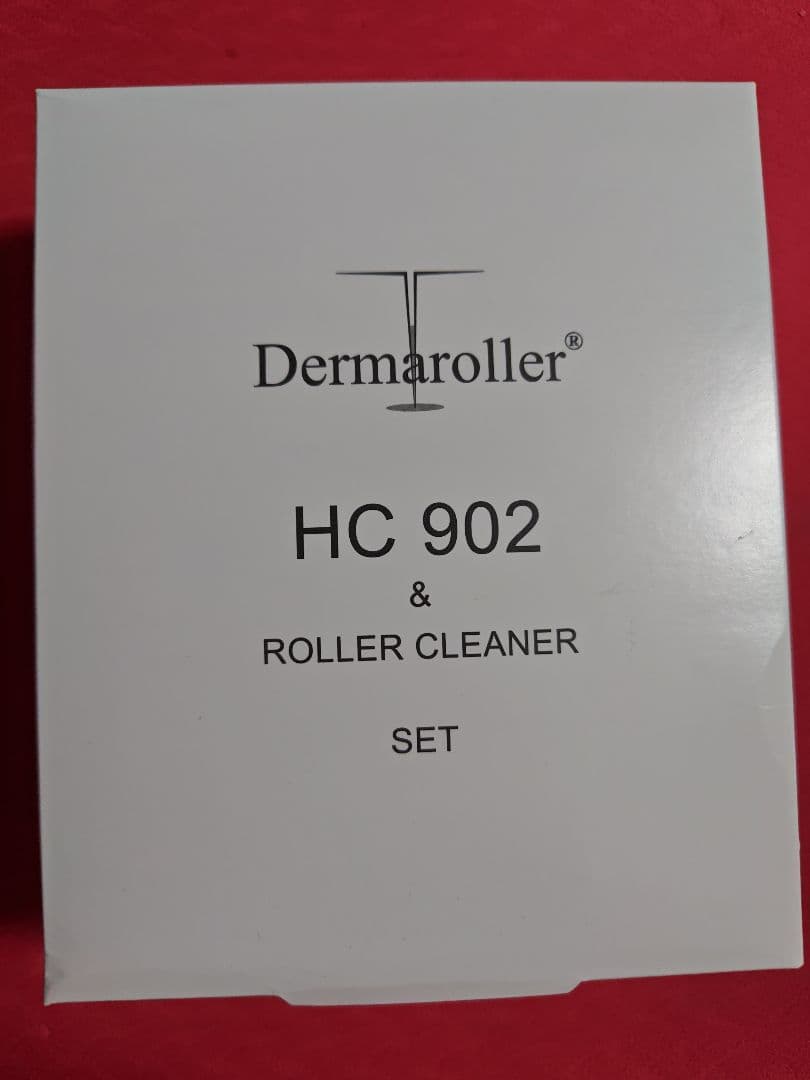 Dermaroller®
HC 902
&
ROLLER CLEANER
SET